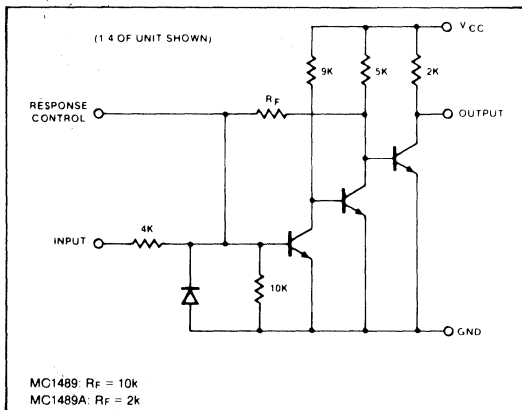 (1 4 OF UNIT SHOWN)
VCC
9K
5K
2K
RF
RESPONSE
CONTROL
OUTPUT
INPUT
4K
10K
GND
MC1489: RF = 10k
MC1489A: RF = 2k